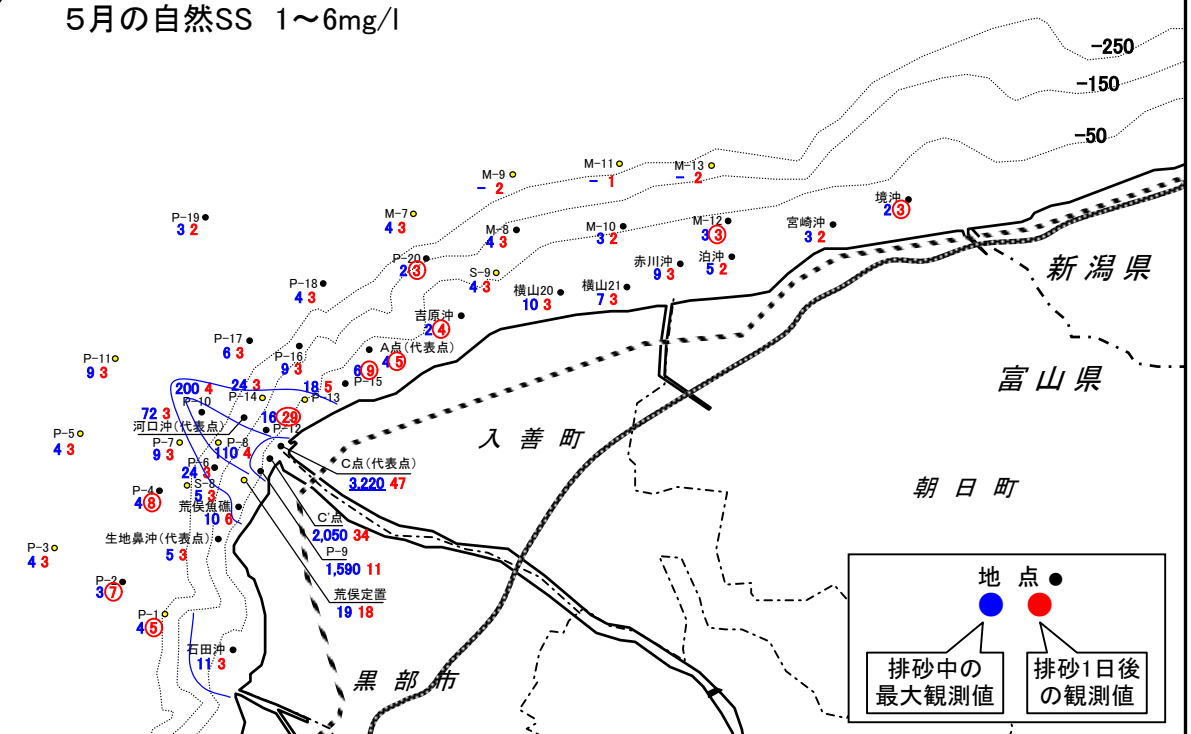 5月の自然SS 1～6mg/l
-250
-150
-50
M-9
- 2
M-11
- 1
M-13
- 2
境沖
2 3
P-19
3 2
M-7
4 3
M-8
4 3
M-10
3 2
M-12
3 3
宮崎沖
3 2
P-20
2 3
S-9
4 3
赤川沖
9 3
泊沖
5 2
新潟県
P-18
4 3
横山20
10 3
横山21
7 3
吉原沖
2 4
P-17
6 3
P-16
9 3
A点(代表点)
4 5
P-11
9 3
6 9
P-15
富山県
200 4
P-10
24 3
P-14
18 5
P-13
72 3
河口沖(代表点)
16 29
P-12
P-5
4 3
P-7
9 3
P-8
110 4
入善町
C点(代表点)
3,220 47
P-6
24 3
P-4
4 8
S-8
5 3
朝日町
荒俣魚礁
10 6
C'点
2,050 34
生地鼻沖(代表点)
5 3
P-9
1,590 11
P-3
4 3
P-2
3 7
荒俣定置
19 18
P-1
4 5
石田沖
11 3
黒部市
地 点
排砂中の
最大観測値
排砂1日後
の観測値